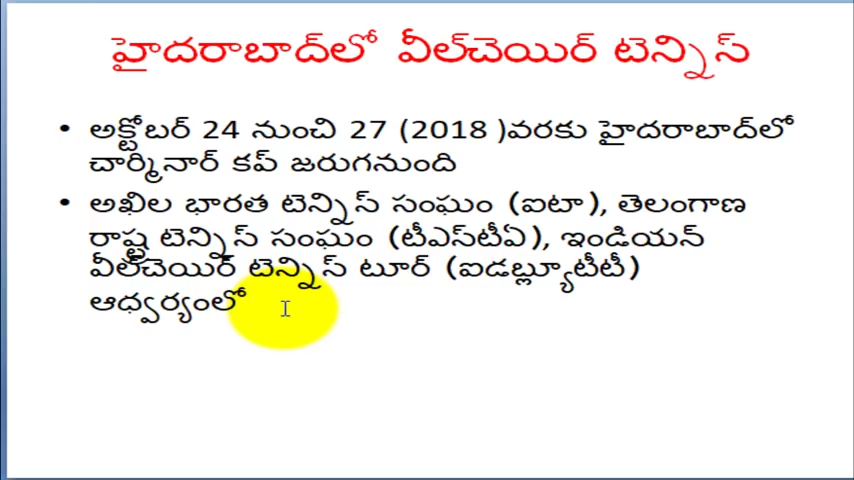 హైదరాబాద్‌లో వీల్‌చెయిర్ టెన్నిస్
• అక్టోబర్ 24 నుంచి 27 (2018 )వరకు హైదరాబాద్‌లో
చార్మినార్ కప్ జరుగనుంది
• అఖిల భారత టెన్నిస్ సంఘం (ఐటా), తెలంగాణ
రాష్ట్ర టెన్నిస్ సంఘం (టీఎస్‌టీఏ), ఇండియన్
వీల్‌చెయిర్ టెన్నిస్ టూర్ (ఐడబ్ల్యూటీటీ)
ఆధ్వర్యంలో